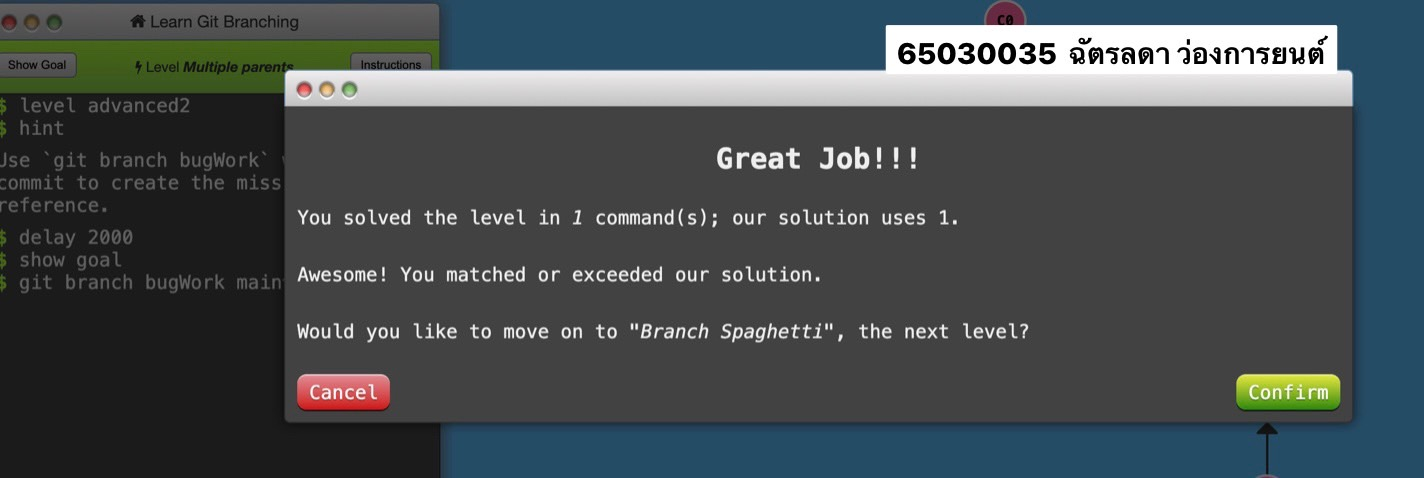 Learn Git Branching
C0
65030035 ฉัตรลดา ว่องการยนต์
Show Goal
Level Multiple parents
Instructions
$ level advanced2
$ hint
Use `git branch bugWork`
commit to create the miss
reference.
$ delay 2000
$ show goal
$ git branch bugWork main
Great Job!!!
You solved the level in 1 command(s); our solution uses 1.
Awesome! You matched or exceeded our solution.
Would you like to move on to "Branch Spaghetti", the next level?
Cancel
Confirm